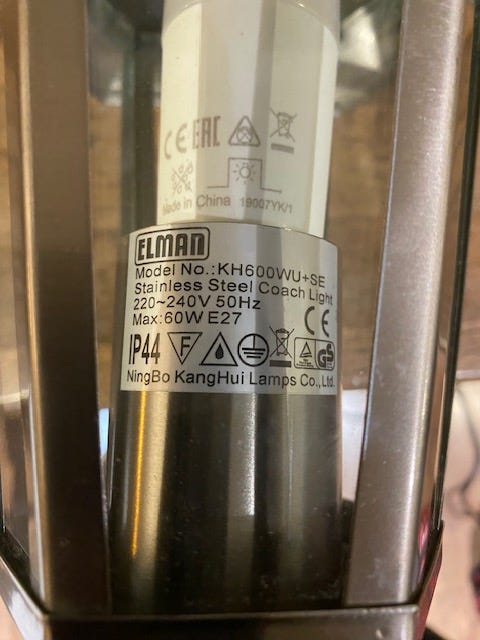 CE EAC
Made in China 19007YK/1
ELMAN
Model No.:KH600WU+SE
Stainless Steel Coach Light
220~240V 50Hz
Max:60W E27
CE
IP44 F GS
NingBo KangHui Lamps Co.,Ltd.